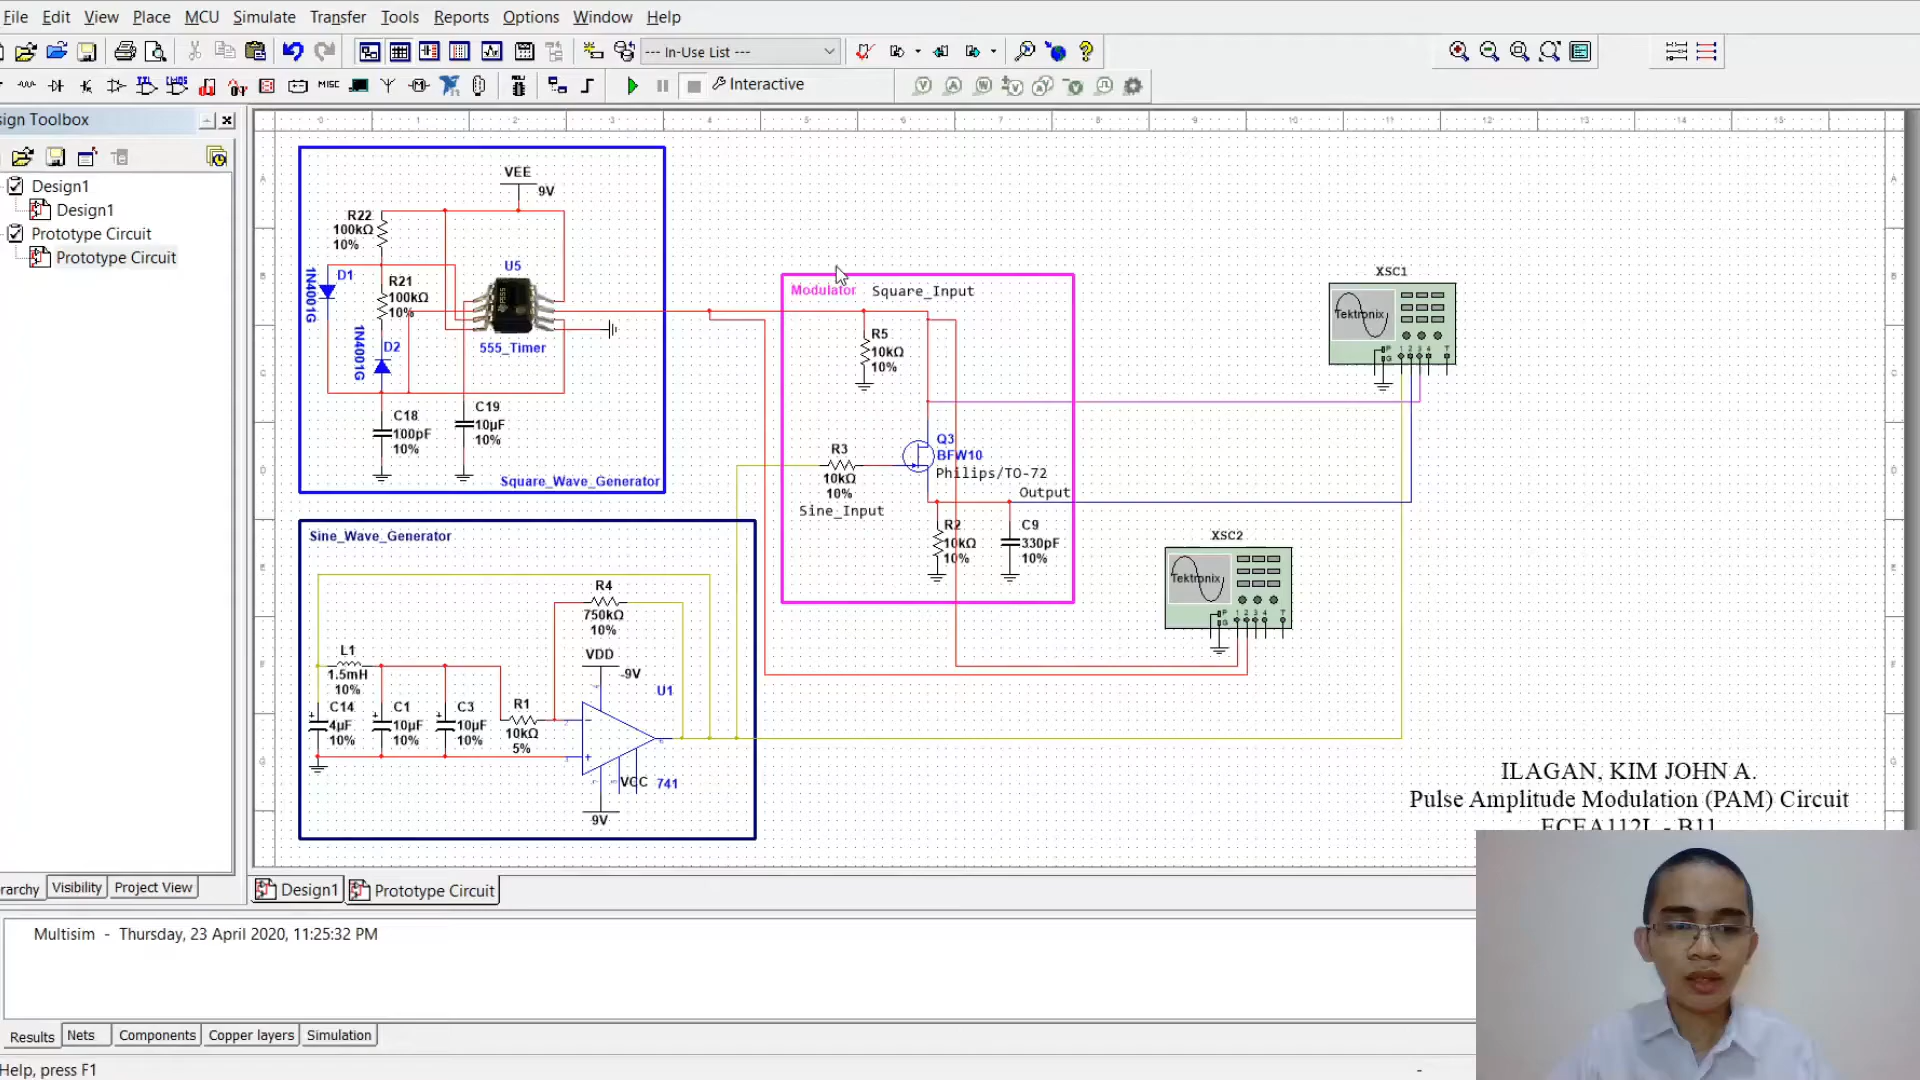 File Edit View Place MCU Simulate Transfer Tools Reports Options Window Help
--- In-Use List ---
MISC
Interactive
sign Toolbox
Design1
Design1
Prototype Circuit
Prototype Circuit
VEE
9V
R22
100kΩ
10%
D1
1N4001G
R21
100kΩ
10%
1N4001G
D2
U5
555_Timer
C18
100pF
10%
C19
10µF
10%
Square_Wave_Generator
Modulator
Square_Input
R5
10kΩ
10%
Q3
BFW10
Philips/TO-72
R3
10kΩ
10%
Sine_Input
Output
R2
10kΩ
10%
C9
330pF
10%
XSC1
Tektronix
XSC2
Tektronix
Sine_Wave_Generator
R4
750kΩ
10%
VDD
-9V
U1
L1
1.5mH
10%
C14
4µF
10%
C1
10µF
10%
C3
10µF
10%
R1
10kΩ
5%
VCC
741
9V
ILAGAN, KIM JOHN A.
Pulse Amplitude Modulation (PAM) Circuit
ECEA112L - B11
erarchy Visibility Project View
Design1 Prototype Circuit
Multisim - Thursday, 23 April 2020, 11:25:32 PM
Results Nets Components Copper layers Simulation
Help, press F1